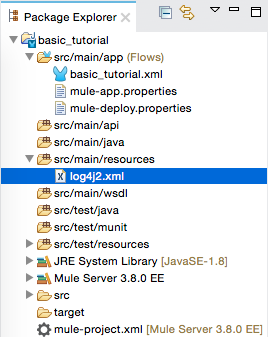 Package Explorer
basic_tutorial
src/main/app (Flows)
basic_tutorial.xml
mule-app.properties
mule-deploy.properties
src/main/api
src/main/java
src/main/resources
log4j2.xml
src/main/wsdl
src/test/java
src/test/munit
src/test/resources
JRE System Library [JavaSE-1.8]
Mule Server 3.8.0 EE
src
target
mule-project.xml [Mule Server 3.8.0 EE]